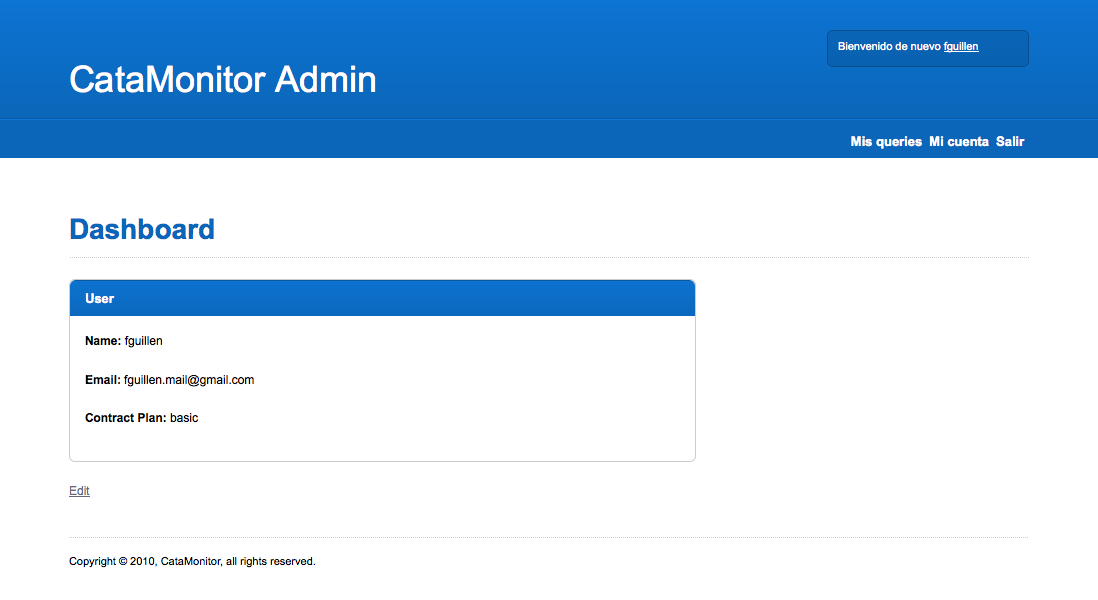 Bienvenido de nuevo fguillen
CataMonitor Admin
Mis queries Mi cuenta Salir
Dashboard
User
Name: fguillen
Email: fguillen.mail@gmail.com
Contract Plan: basic
Edit
Copyright © 2010, CataMonitor, all rights reserved.